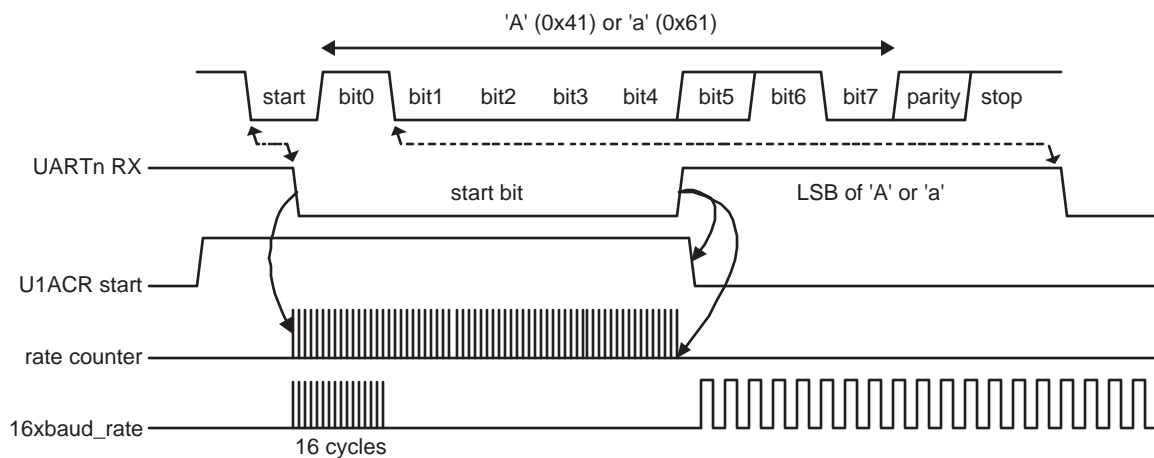 'A' (0x41) or 'a' (0x61)
start bit0 bit1 bit2 bit3 bit4 bit5 bit6 bit7 parity stop
UARTn RX
start bit LSB of 'A' or 'a'
U1ACR start
rate counter
16xbaud_rate
16 cycles